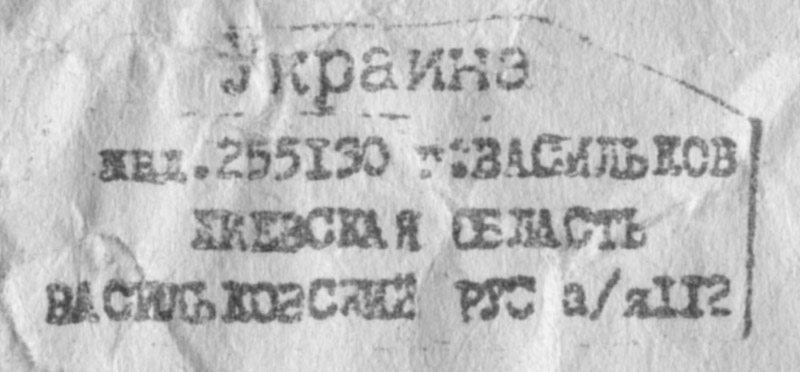 Украина
инд.255130 г.ВАСИЛЬКОВ
КИЕВСКАЯ ОБЛАСТЬ
ВАСИЛЬКОВСКИЙ РУС а/я112